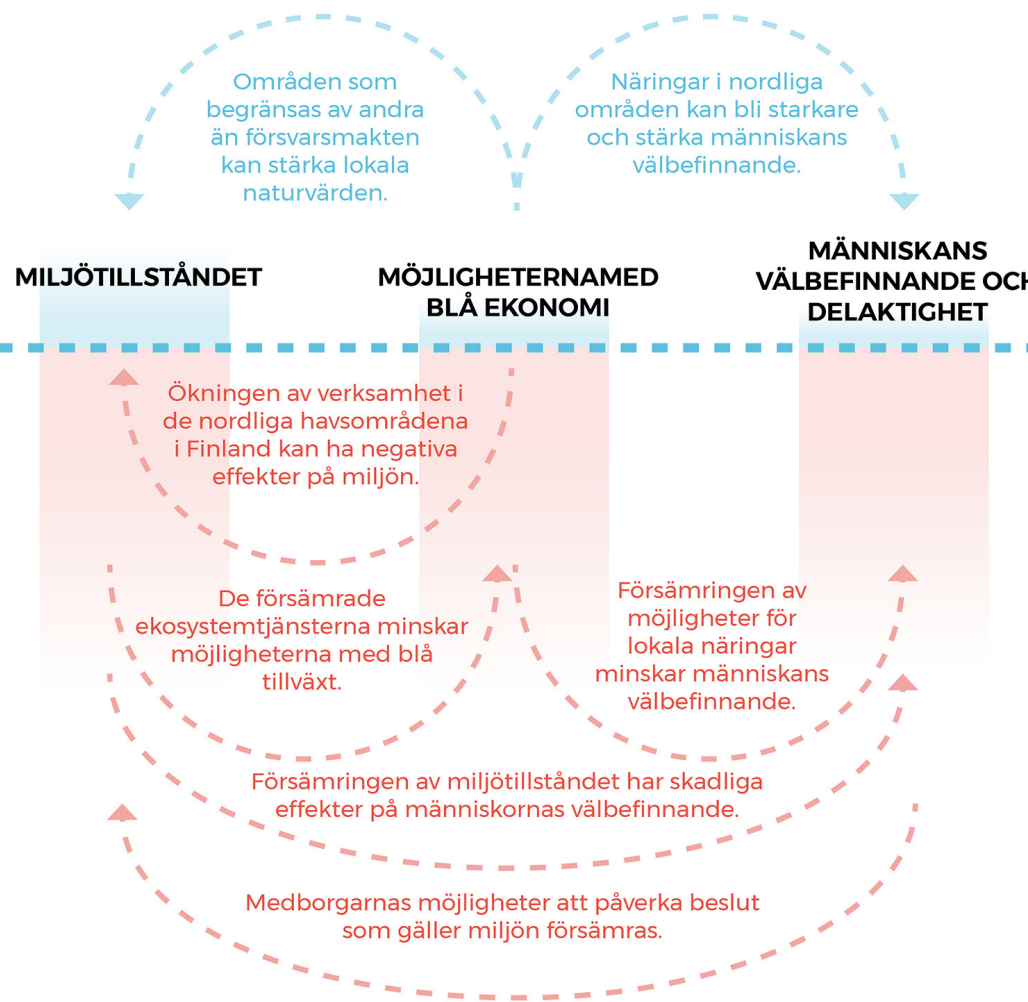 Områden som
begränsas av andra
än försvarsmakten
kan stärka lokala
naturvärden.
Näringar i nordliga
områden kan bli starkare
och stärka människans
välbefinnande.
MILJÖTILLSTÅNDET
MÖJLIGHETERNAMED
BLÅ EKONOMI
MÄNNISKANS
VÄLBEFINNANDE OCH
DELAKTIGHET
Ökningen av verksamhet i
de nordliga havsområdena
i Finland kan ha negativa
effekter på miljön.
De försämrade
ekosystemtjänsterna minskar
möjligheterna med blå
tillväxt.
Försämringen av
möjligheter för
lokala näringar
minskar människans
välbefinnande.
Försämringen av miljötillståndet har skadliga
effekter på människornas välbefinnande.
Medborgarnas möjligheter att påverka beslut
som gäller miljön försämras.